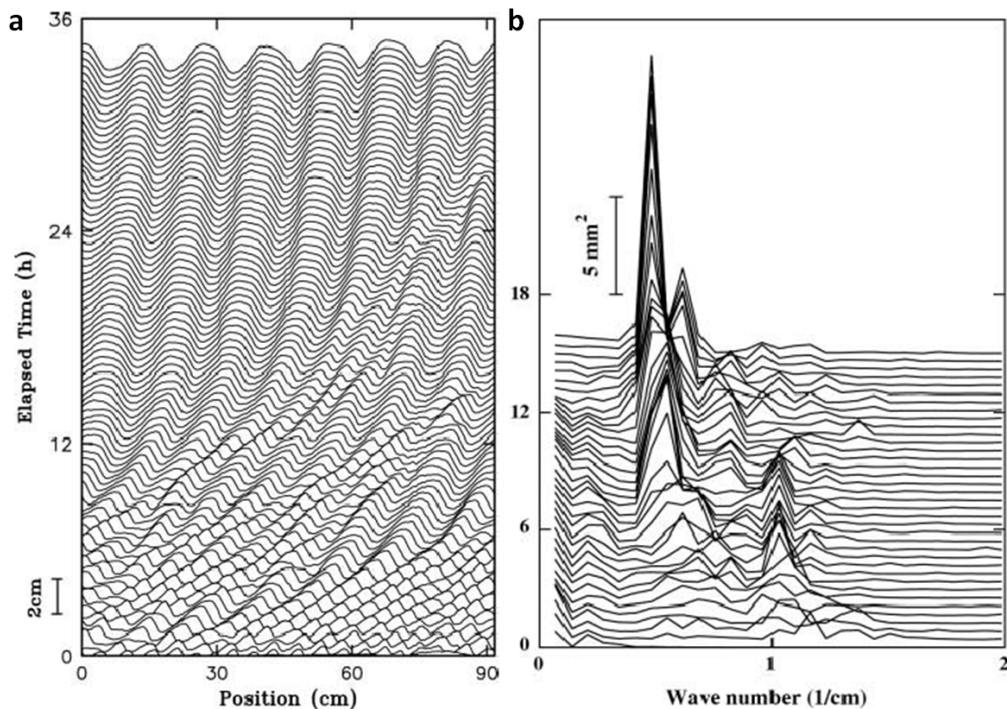 a
36
24
12
0
Elapsed Time (h)
2cm
0
30
60
90
Position (cm)
b
18
12
6
0
5 mm²
0
1
2
Wave number (1/cm)